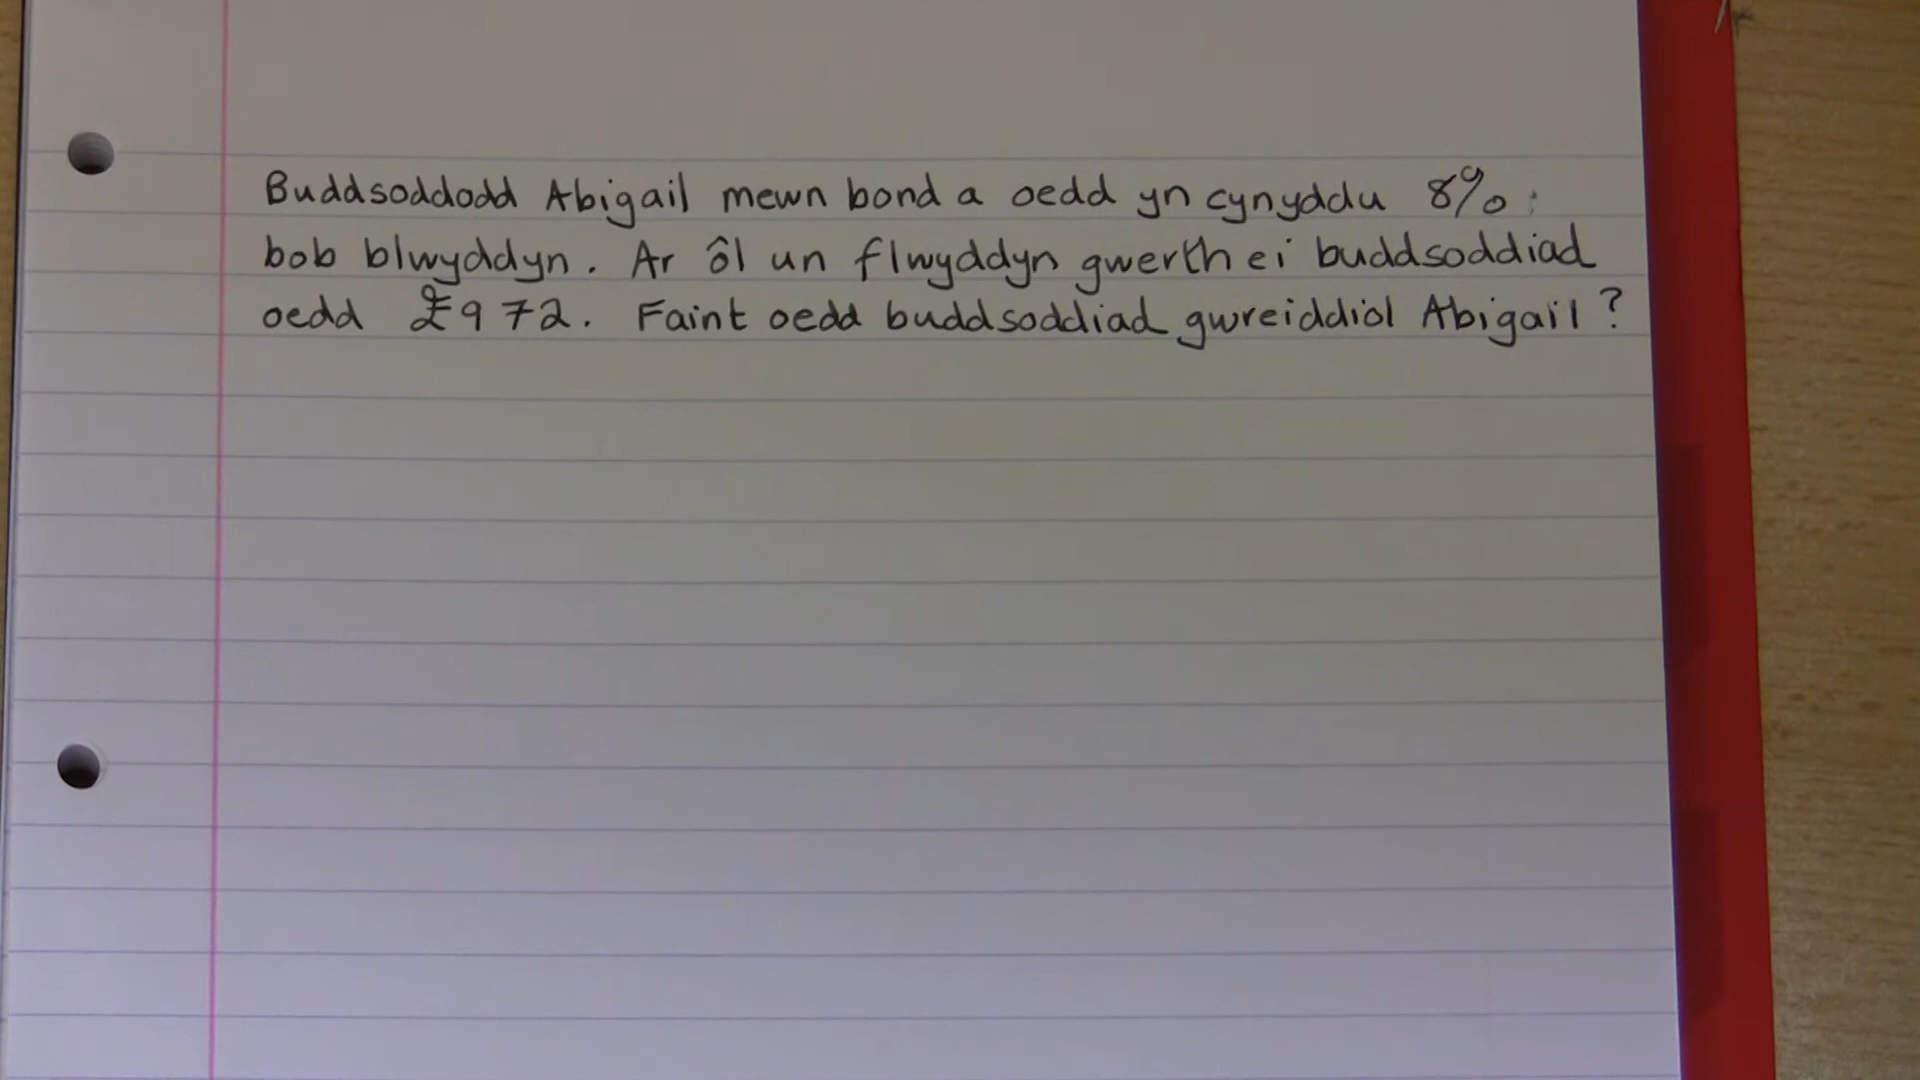 Buddsoddodd Abigail mewn bond a oedd yn cynyddu 8%
bob blwyddyn. Ar ôl un flwyddyn gwerth ei buddsoddiad
oedd £972. Faint oedd buddsoddiad gwreiddiol Abigail?